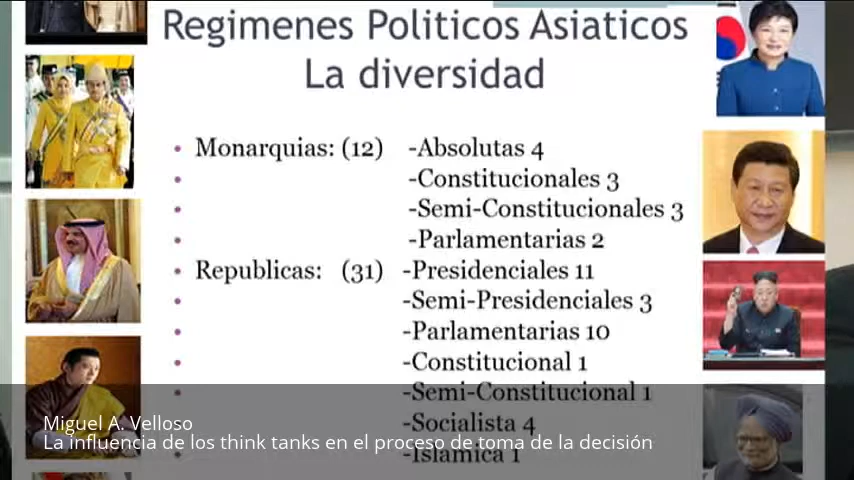 Regimenes Politicos Asiaticos
La diversidad
• Monarquias: (12) -Absolutas 4
• -Constitucionales 3
• -Semi-Constitucionales 3
• -Parlamentarias 2
• Republicas: (31) -Presidenciales 11
• -Semi-Presidenciales 3
• -Parlamentarias 10
• -Constitucional 1
• -Semi-Constitucional 1
• -Socialista 4
• -Islamica 1
Miguel A. Velloso
La influencia de los think tanks en el proceso de toma de la decisión